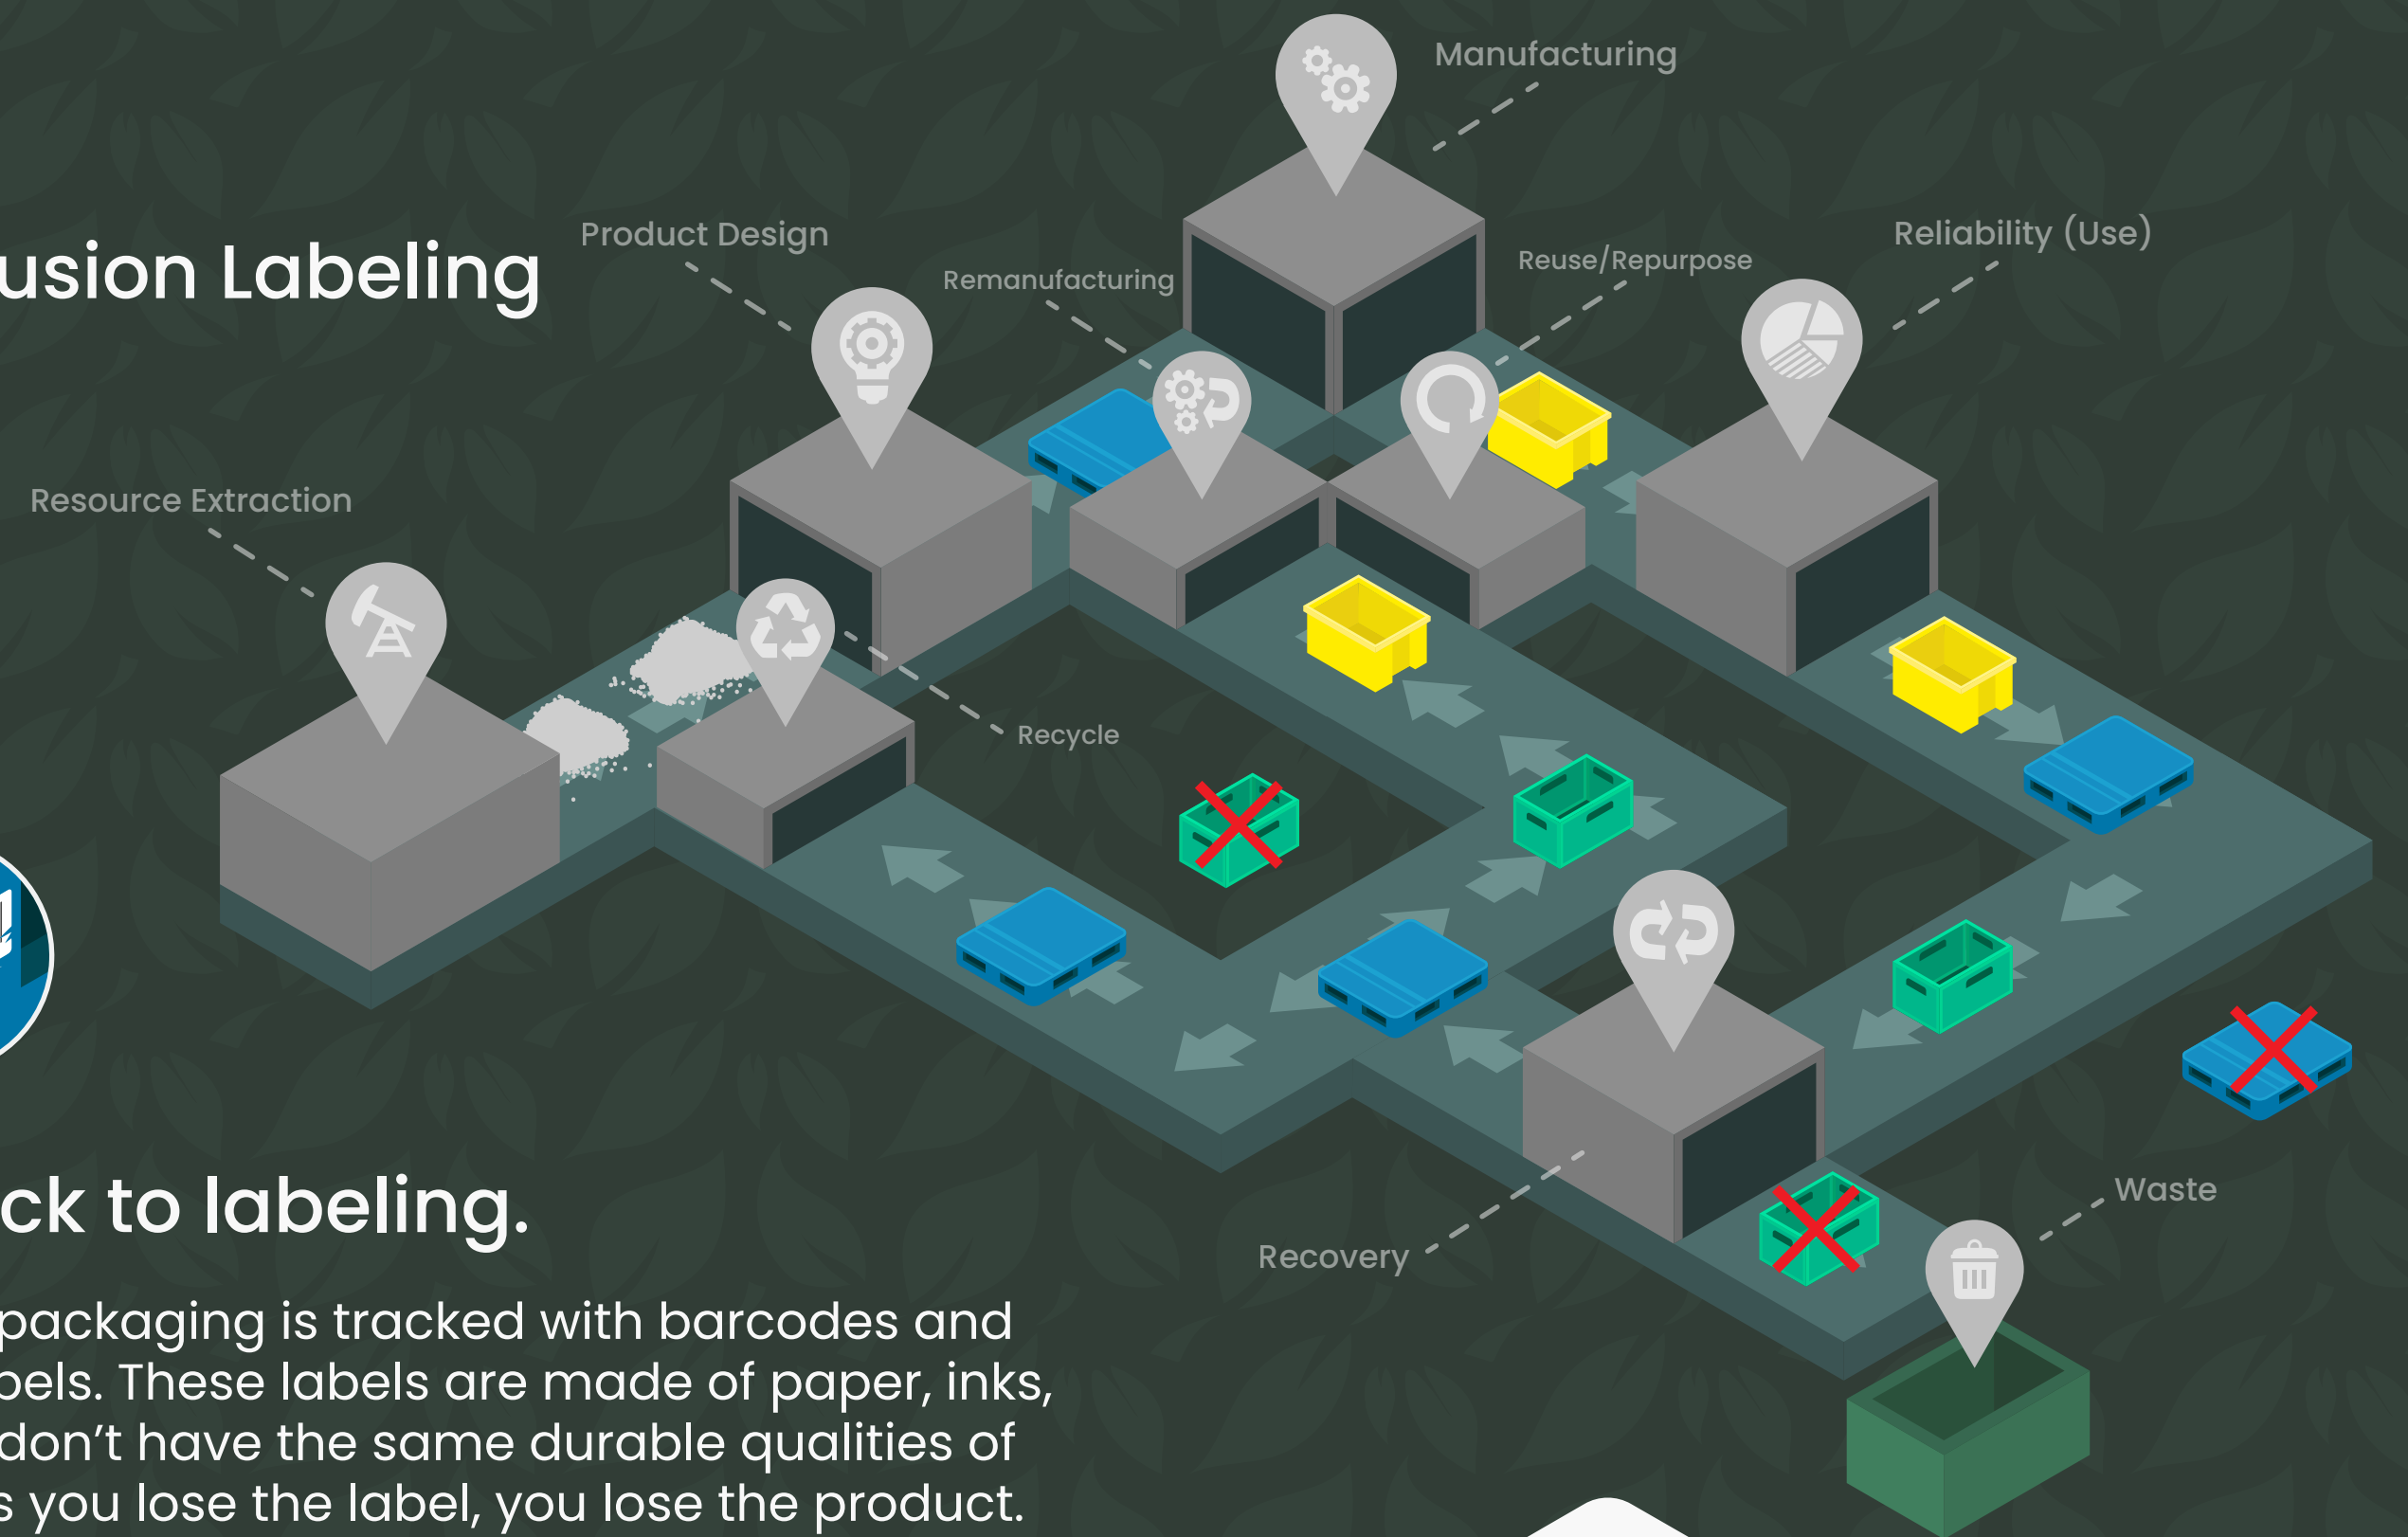 Manufacturing
Product Design
Reliability (Use)
usion Labeling
Remanufacturing
Reuse/Repurpose
Resource Extraction
Recycle
Waste
ck to labeling.
Recovery
packaging is tracked with barcodes and
bels. These labels are made of paper, inks,
don’t have the same durable qualities of
s you lose the label, you lose the product.